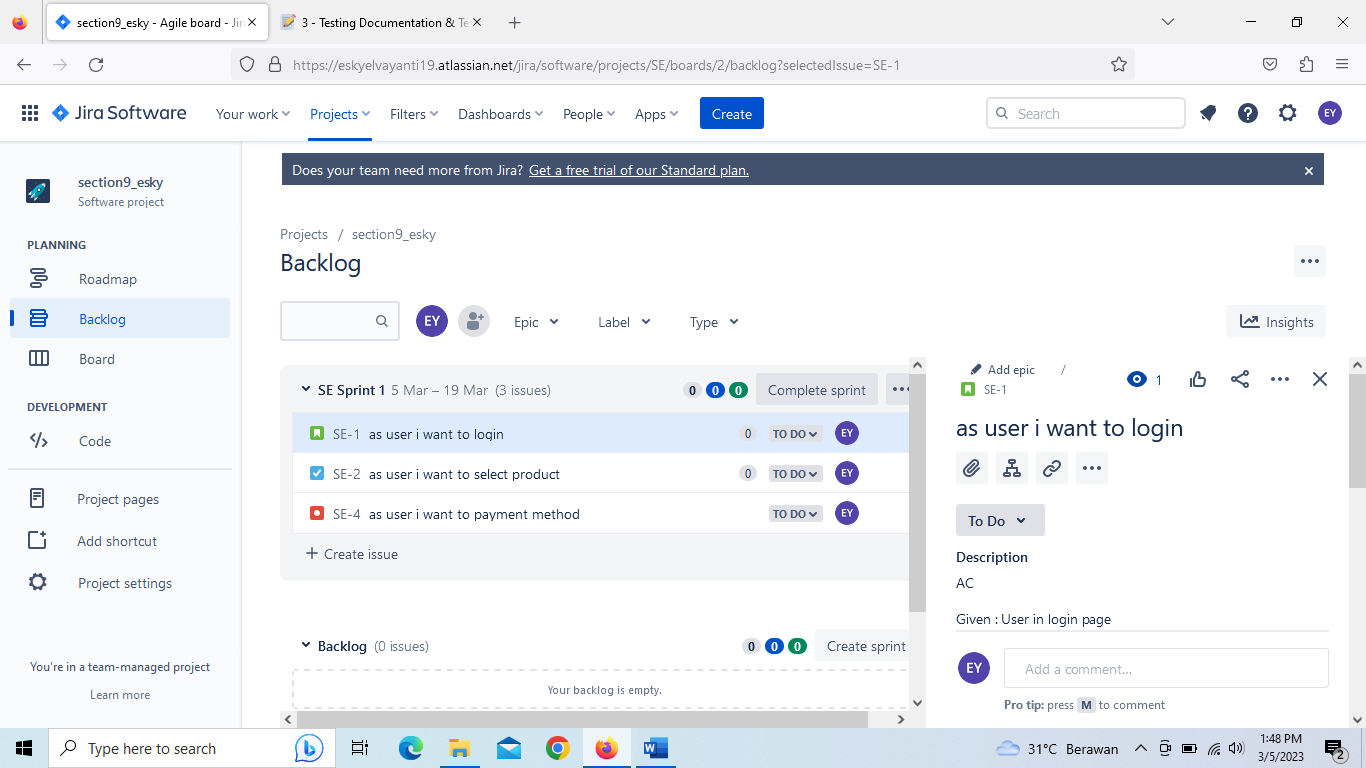 section9_esky - Agile board - Jir
3 - Testing Documentation & Te
https://eskyelvayanti19.atlassian.net/jira/software/projects/SE/boards/2/backlog?selectedIssue=SE-1
Jira Software Your work Projects Filters Dashboards People Apps Create Search EY
Does your team need more from Jira? Get a free trial of our Standard plan.
section9_esky
Software project
PLANNING
Roadmap
Backlog
Board
DEVELOPMENT
Code
Project pages
Add shortcut
Project settings
You're in a team-managed project
Learn more
Projects / section9_esky
Backlog
EY Epic Label Type Insights
SE Sprint 1 5 Mar – 19 Mar (3 issues) 0 0 0 Complete sprint
SE-1 as user i want to login 0 TO DO EY
SE-2 as user i want to select product 0 TO DO EY
SE-4 as user i want to payment method TO DO EY
+ Create issue
Backlog (0 issues) 0 0 0 Create sprint
Your backlog is empty.
Add epic /
SE-1
1
as user i want to login
To Do
Description
AC
Given : User in login page
EY Add a comment...
Pro tip: press M to comment
Type here to search
31°C Berawan
1:48 PM
3/5/2023
2